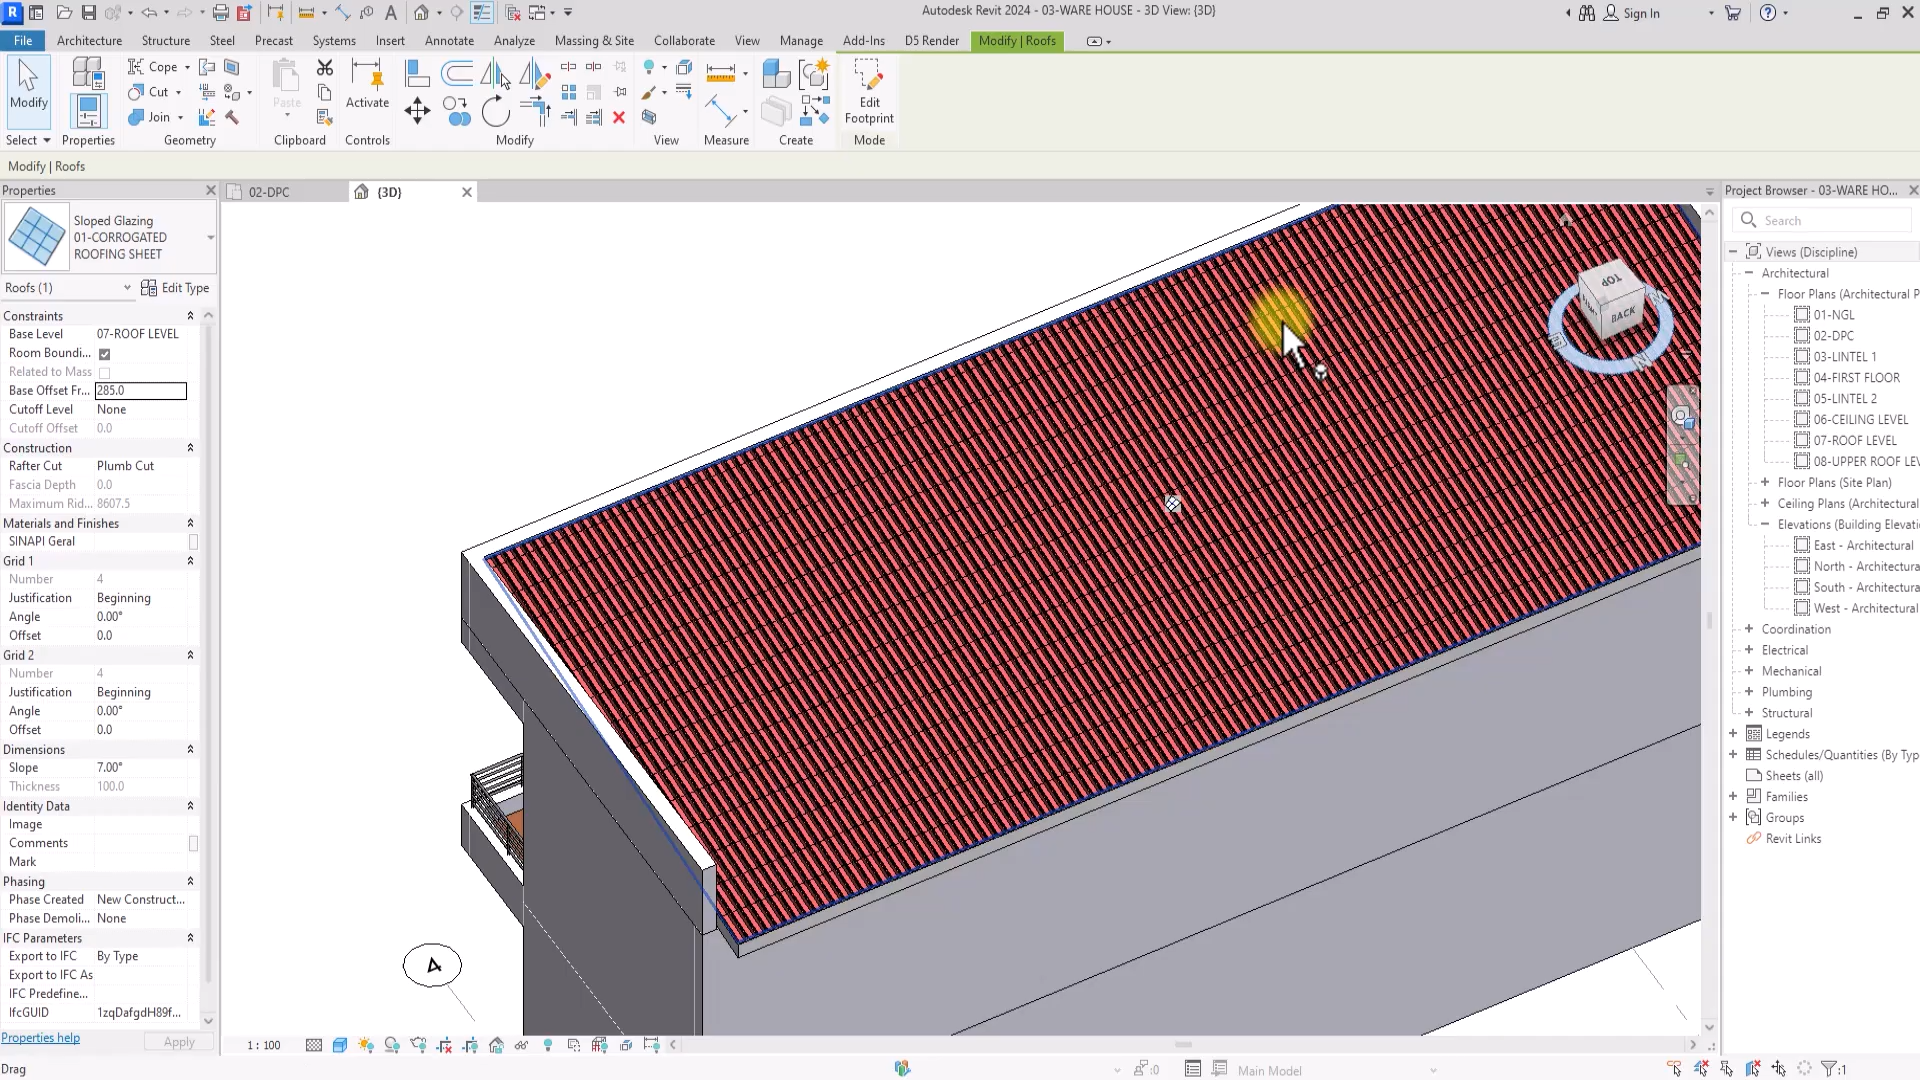 Autodesk Revit 2024 - 03-WARE HOUSE - 3D View: {3D}
Sign In
File Architecture Structure Steel Precast Systems Insert Annotate Analyze Massing & Site Collaborate View Manage Add-Ins D5 Render Modify | Roofs
Modify
Cope
Cut
Join
Paste
Activate
Edit
Footprint
Select Properties Geometry Clipboard Controls Modify View Measure Create Mode
Modify | Roofs
Properties
02-DPC
{3D}
Project Browser - 03-WARE HO...
Sloped Glazing
01-CORROGATED
ROOFING SHEET
Roofs (1)
Edit Type
Constraints
Base Level 07-ROOF LEVEL
Room Boundi...
Related to Mass
Base Offset Fr... 285.0
Cutoff Level None
Cutoff Offset 0.0
Construction
Rafter Cut Plumb Cut
Fascia Depth 0.0
Maximum Rid... 8607.5
Materials and Finishes
SINAPI Geral
Grid 1
Number 4
Justification Beginning
Angle 0.00°
Offset 0.0
Grid 2
Number 4
Justification Beginning
Angle 0.00°
Offset 0.0
Dimensions
Slope 7.00°
Thickness 100.0
Identity Data
Image
Comments
Mark
Phasing
Phase Created New Construct...
Phase Demoli... None
IFC Parameters
Export to IFC By Type
Export to IFC As
IFC Predefine...
IfcGUID 1zqDafgdH89f...
Properties help
Apply
TOP
BACK
A
Search
Views (Discipline)
Architectural
Floor Plans (Architectural P
01-NGL
02-DPC
03-LINTEL 1
04-FIRST FLOOR
05-LINTEL 2
06-CEILING LEVEL
07-ROOF LEVEL
08-UPPER ROOF LEV
Floor Plans (Site Plan)
Ceiling Plans (Architectural
Elevations (Building Elevati
East - Architectural
North - Architectura
South - Architectura
West - Architectural
Coordination
Electrical
Mechanical
Plumbing
Structural
Legends
Schedules/Quantities (By Typ
Sheets (all)
Families
Groups
Revit Links
1 : 100
Drag
:0
Main Model
:1